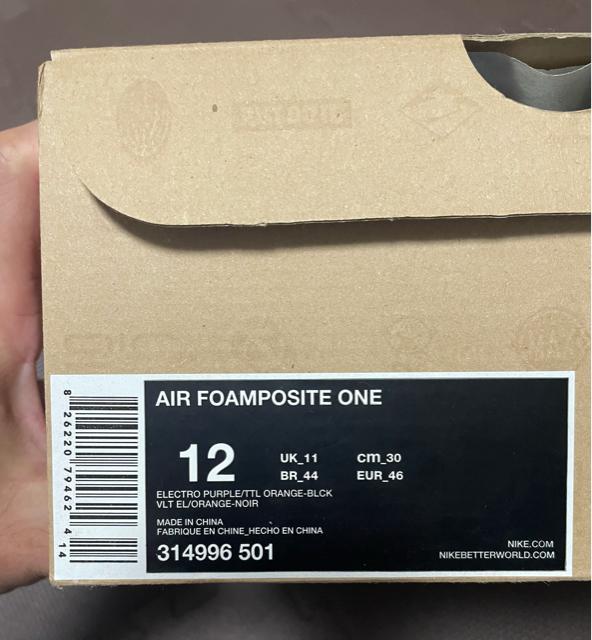 AIR FOAMPOSITE ONE
12
UK_11
cm_30
BR_44
EUR_46
ELECTRO PURPLE/TTL ORANGE-BLCK
VLT EL/ORANGE-NOIR
MADE IN CHINA
FABRIQUE EN CHINE_HECHO EN CHINA
314996 501
NIKE.COM
NIKEBETTERWORLD.COM
8 26220 79462 4
14